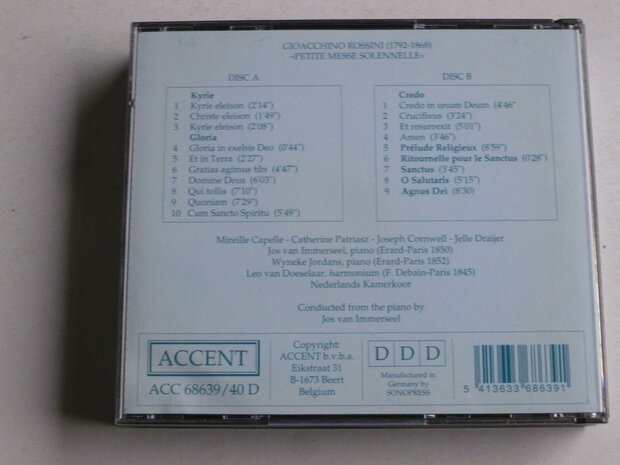 GIOACCHINO ROSSINI (1792-1868)
«PETITE MESSE SOLENNELLE»
DISC A
Kyrie
1 Kyrie eleison (2'14")
2 Christe eleison (1'49")
3 Kyrie eleison (2'08")
Gloria
4 Gloria in exelsis Deo (0'44")
5 Et in Terra (2'27")
6 Gratias agimus tibi (4'47")
7 Domine Deus (6'03")
8 Qui tollis (7'10")
9 Quoniam (7'29")
10 Cum Sancto Spiritu (5'49")
DISC B
Credo
1 Credo in unum Deum (4'46"
2 Crucifixus (3'24")
3 Et resurrexit (5'01")
4 Amen (3'46)
5 Prélude Religieux (8'59")
6 Ritournelle pour le Sanctus (0'28")
7 Sanctus (3'45")
8 O Salutaris (5'15")
9 Agnus Dei (8'30)
Mireille Capelle - Catherine Patriasz - Joseph Cornwell - Jelle Draijer
Jos van Immerseel, piano (Erard-Paris 1850)
Wyneke Jordans, piano (Erard-Paris 1852)
Leo van Doeselaar, harmonium (F. Debain-Paris 1845)
Nederlands Kamerkoor
Conducted from the piano by
Jos van Immerseel
ACCENT
ACC 68639/40 D
Copyright:
ACCENT b.v.b.a.
Eikstraat 31
B-1673 Beert
Belgium
D D D
Manufactured in
Germany by
SONOPRESS
5 413633 686391